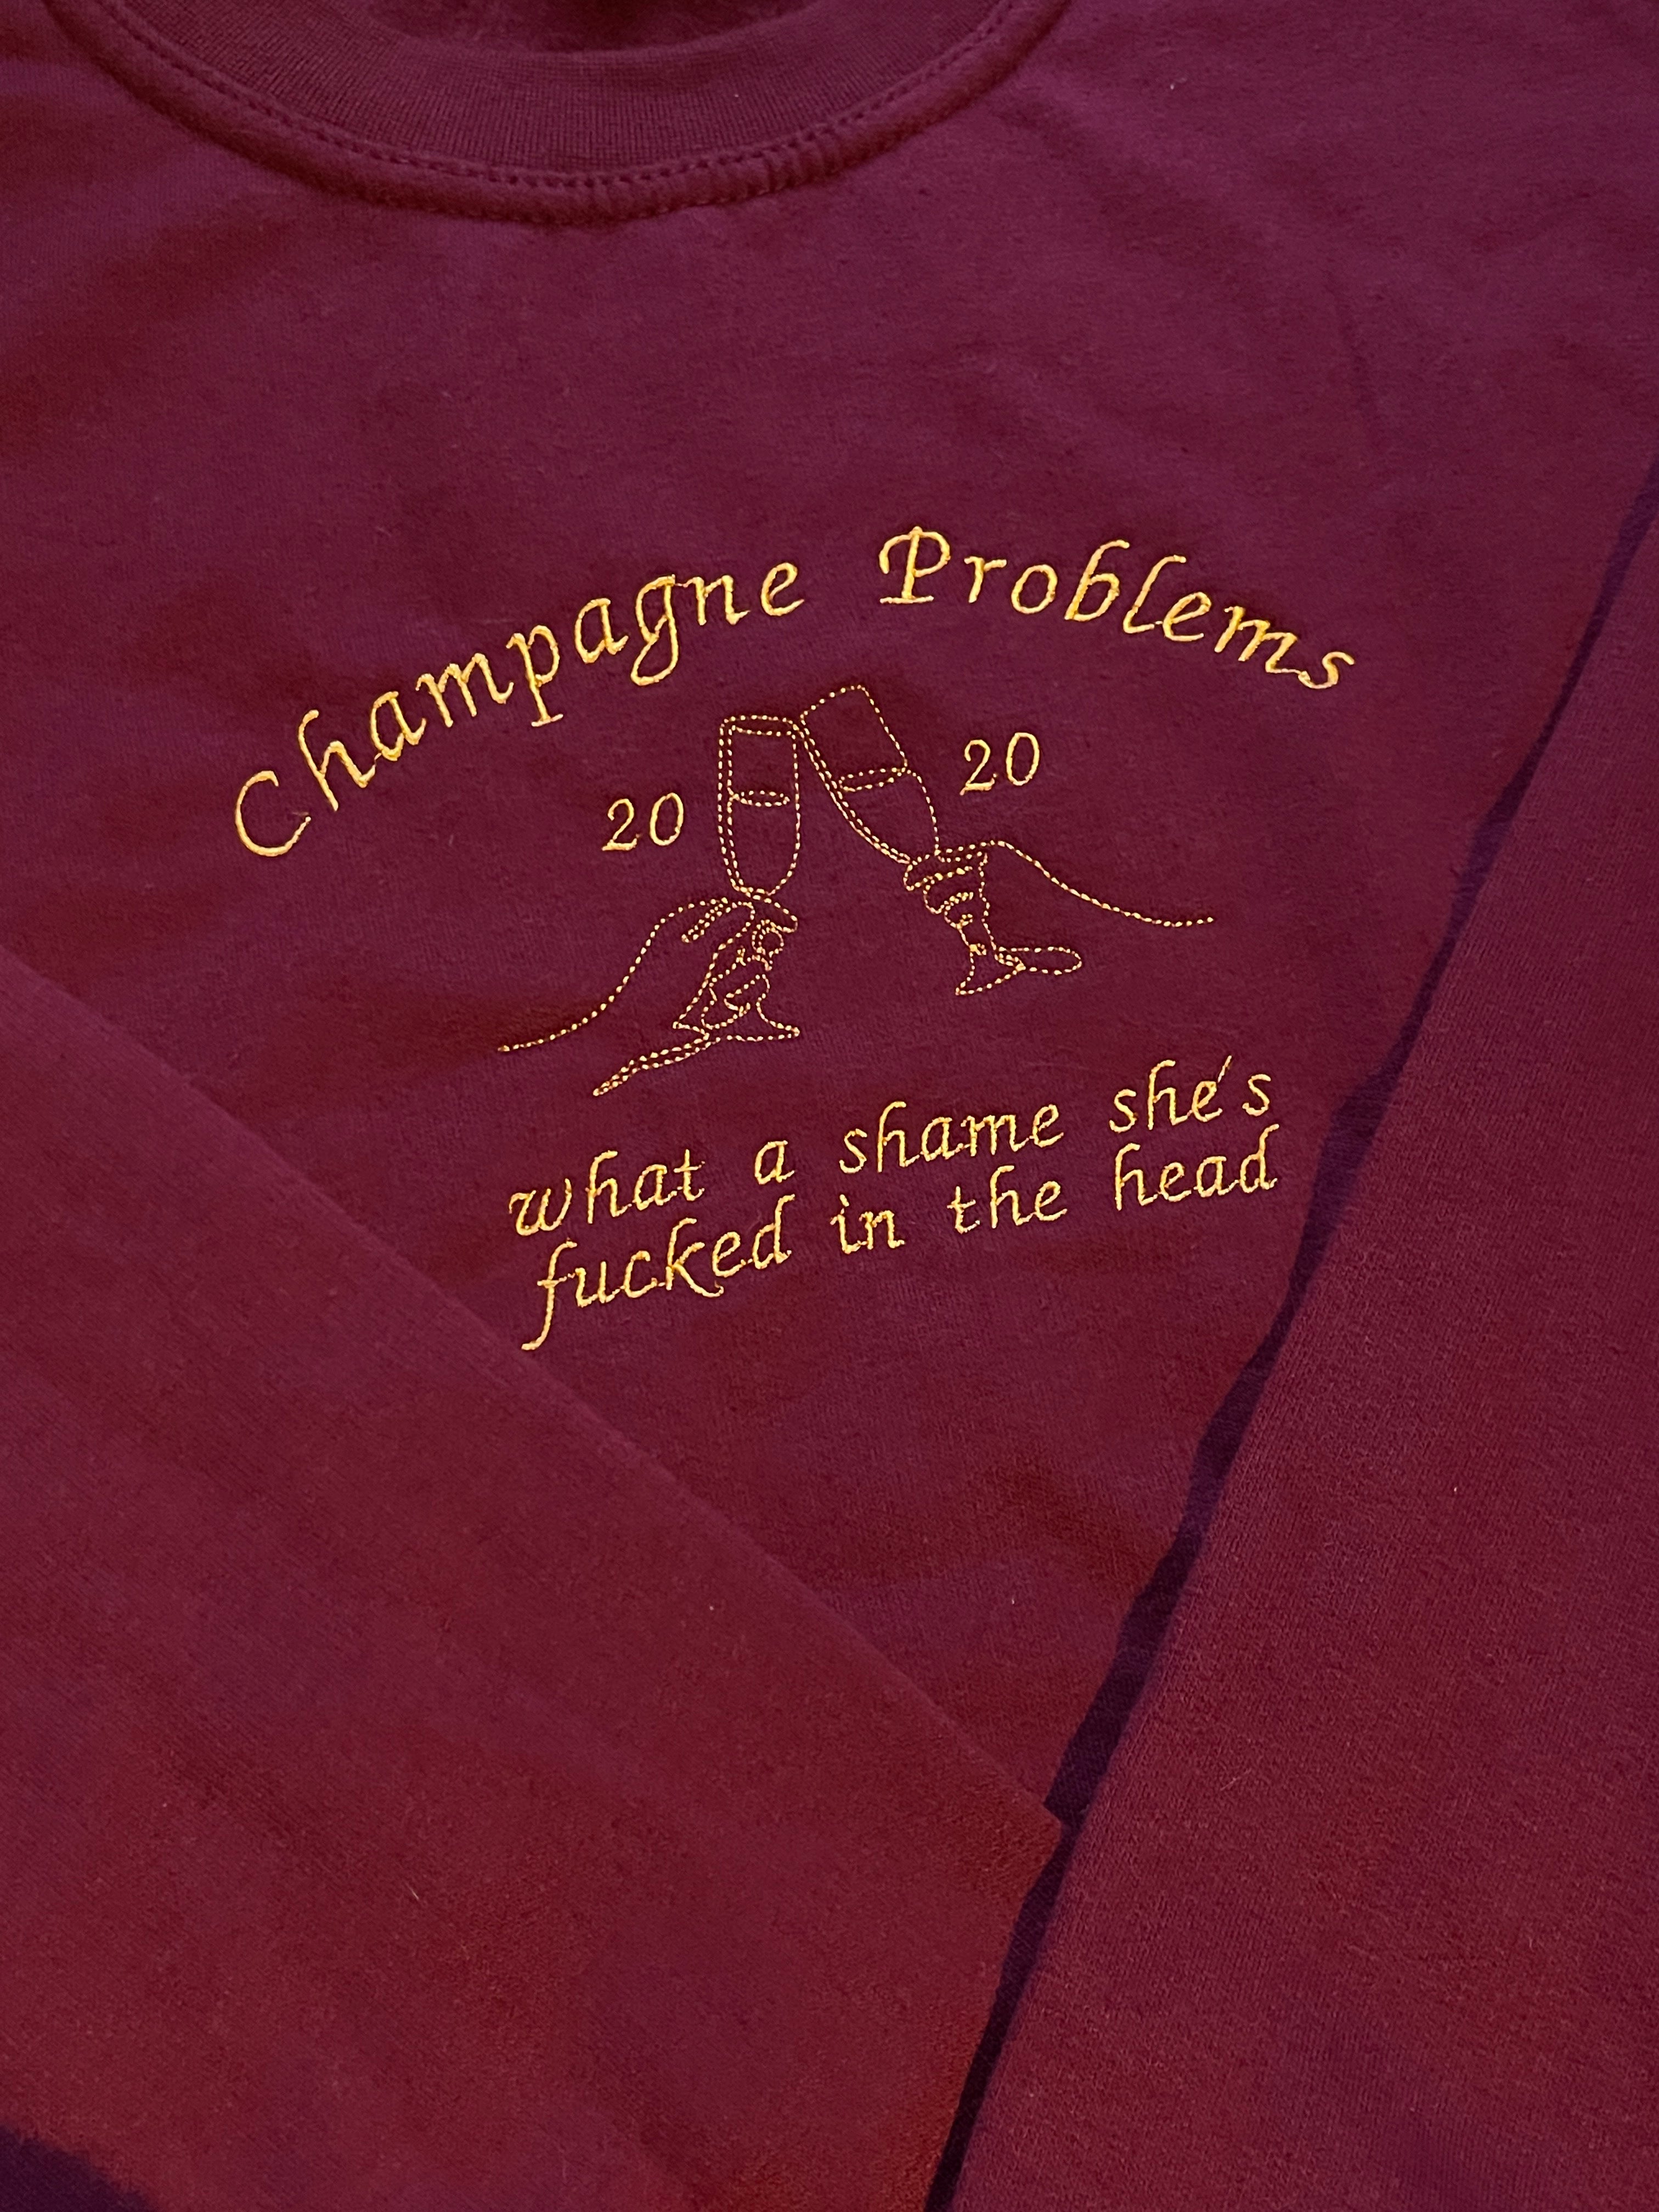 Champagne Problems
20 20
what a shame she's
fucked in the head